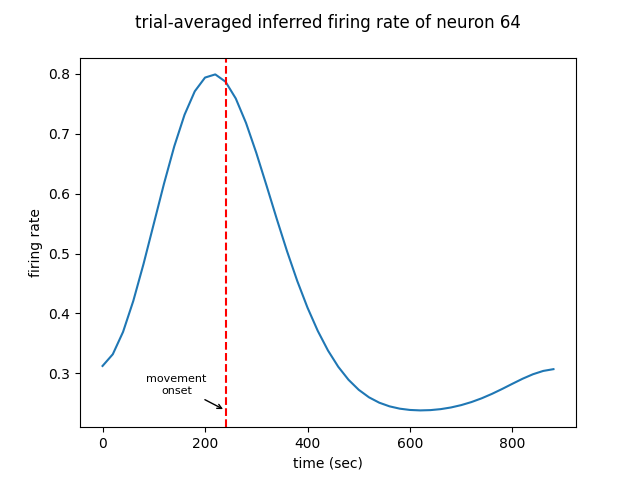 trial-averaged inferred firing rate of neuron 64
0.8
0.7
0.6
0.5
0.4
0.3
firing rate
movement
onset
0 200 400 600 800
time (sec)